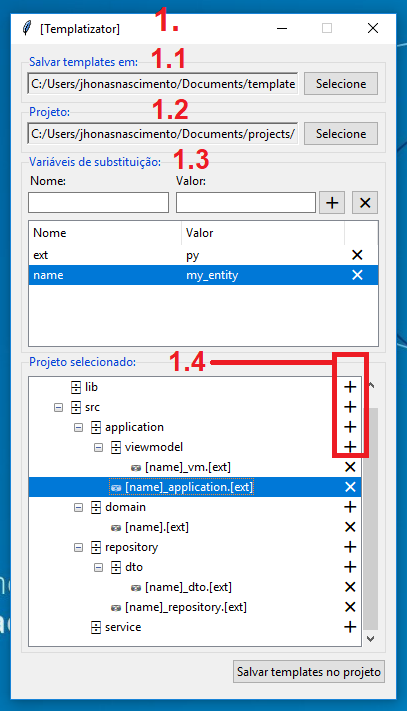 1.
[Templatizator]
1.1
Salvar templates em:
C:/Users/jhonasnascimento/Documents/template Selecione
1.2
Projeto:
C:/Users/jhonasnascimento/Documents/projects/ Selecione
Variáveis de substituição: 1.3
Nome: Valor:
Nome Valor
ext py
name my_entity
Projeto selecionado: 1.4
lib
src
application
viewmodel
[name]_vm.[ext]
[name]_application.[ext]
domain
[name].[ext]
repository
dto
[name]_dto.[ext]
[name]_repository.[ext]
service
Salvar templates no projeto